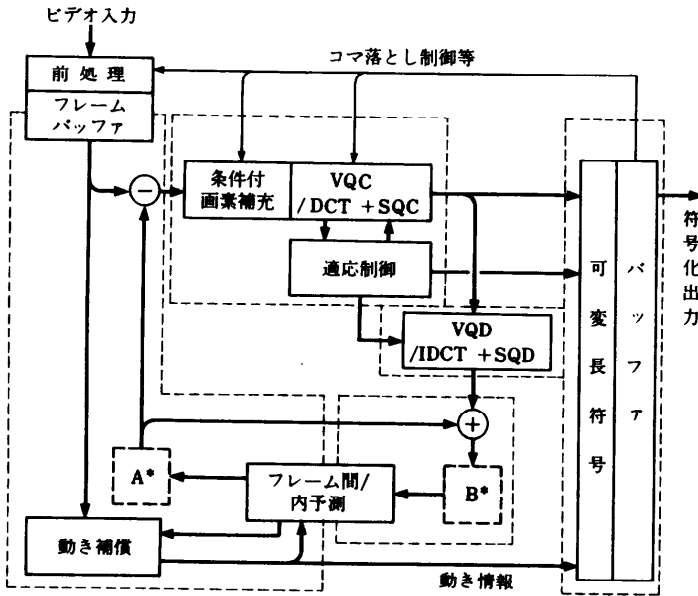 ビデオ入力
コマ落とし制御等
前処理
フレーム
バッファ
条件付
画素補充
VQC
/DCT + SQC
適応制御
VQD
/IDCT + SQD
可変長符号
バッファ
符号化出力
A*
フレーム間/
内予測
B*
動き補償
動き情報
−
+